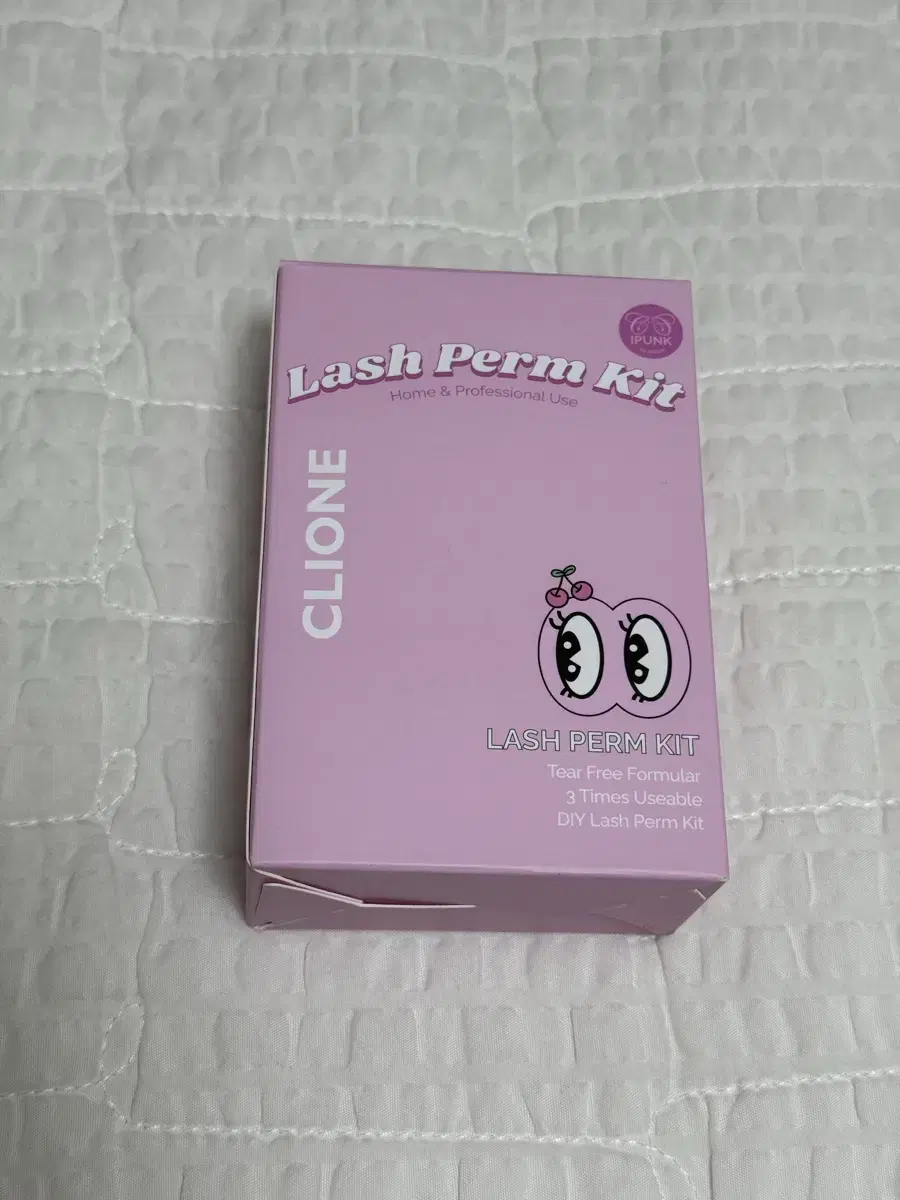 IPUNK
Lash Perm Kit
Home & Professional Use
CLIONE
LASH PERM KIT
Tear Free Formular
3 Times Useable
DIY Lash Perm Kit